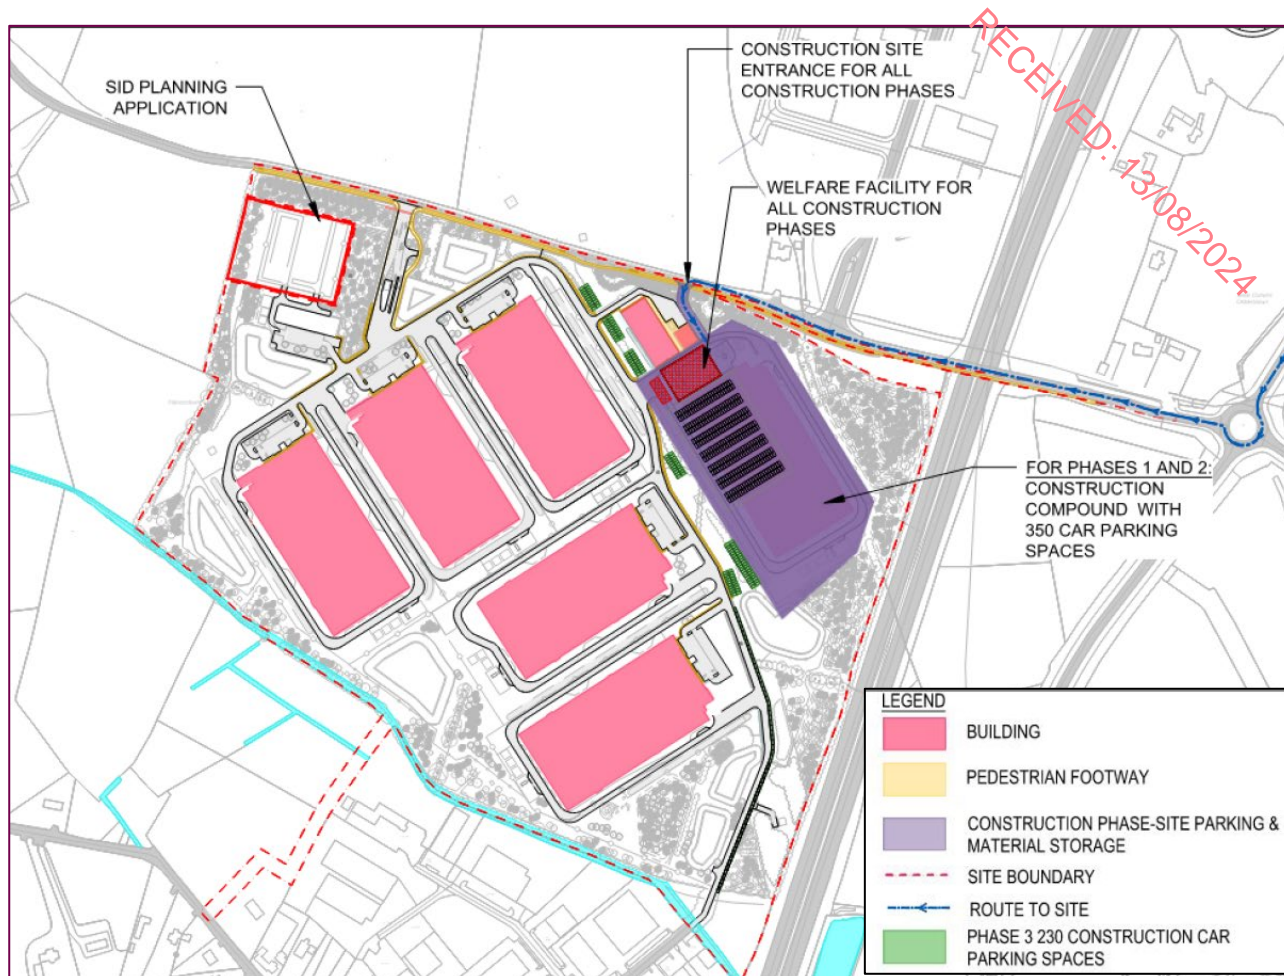 RECEIVED: 13/08/2024
CONSTRUCTION SITE
ENTRANCE FOR ALL
CONSTRUCTION PHASES
SID PLANNING
APPLICATION
WELFARE FACILITY FOR
ALL CONSTRUCTION
PHASES
FOR PHASES 1 AND 2:
CONSTRUCTION
COMPOUND WITH
350 CAR PARKING
SPACES
LEGEND
BUILDING
PEDESTRIAN FOOTWAY
CONSTRUCTION PHASE-SITE PARKING &
MATERIAL STORAGE
SITE BOUNDARY
ROUTE TO SITE
PHASE 3 230 CONSTRUCTION CAR
PARKING SPACES